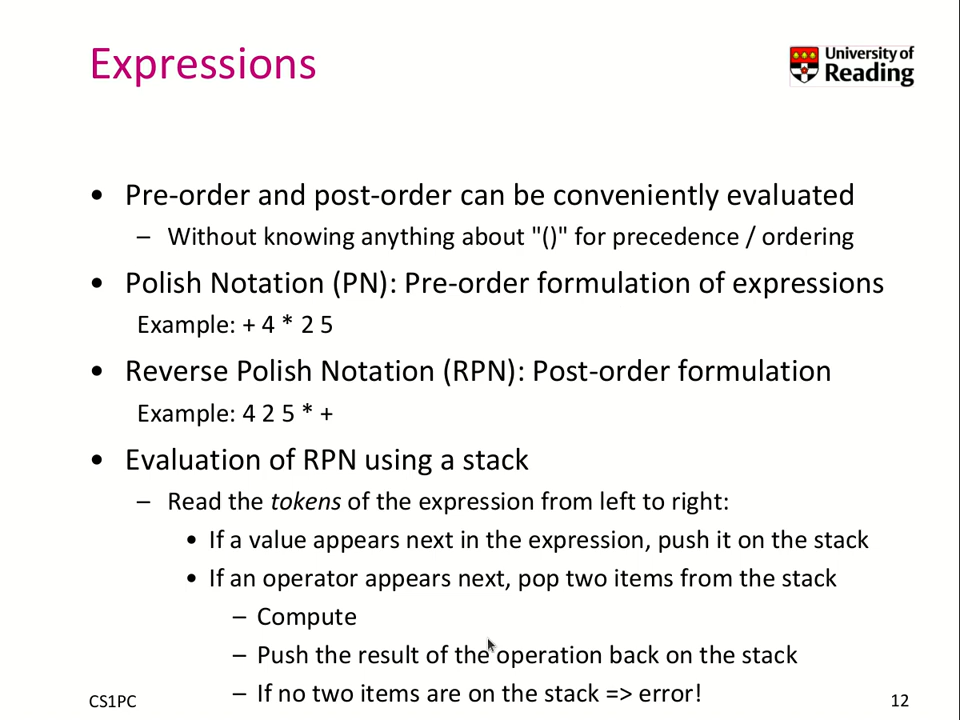 Expressions
University of
Reading
• Pre-order and post-order can be conveniently evaluated
– Without knowing anything about "()" for precedence / ordering
• Polish Notation (PN): Pre-order formulation of expressions
Example: + 4 * 2 5
• Reverse Polish Notation (RPN): Post-order formulation
Example: 4 2 5 * +
• Evaluation of RPN using a stack
– Read the tokens of the expression from left to right:
• If a value appears next in the expression, push it on the stack
• If an operator appears next, pop two items from the stack
– Compute
– Push the result of the operation back on the stack
– If no two items are on the stack => error!
CS1PC
12